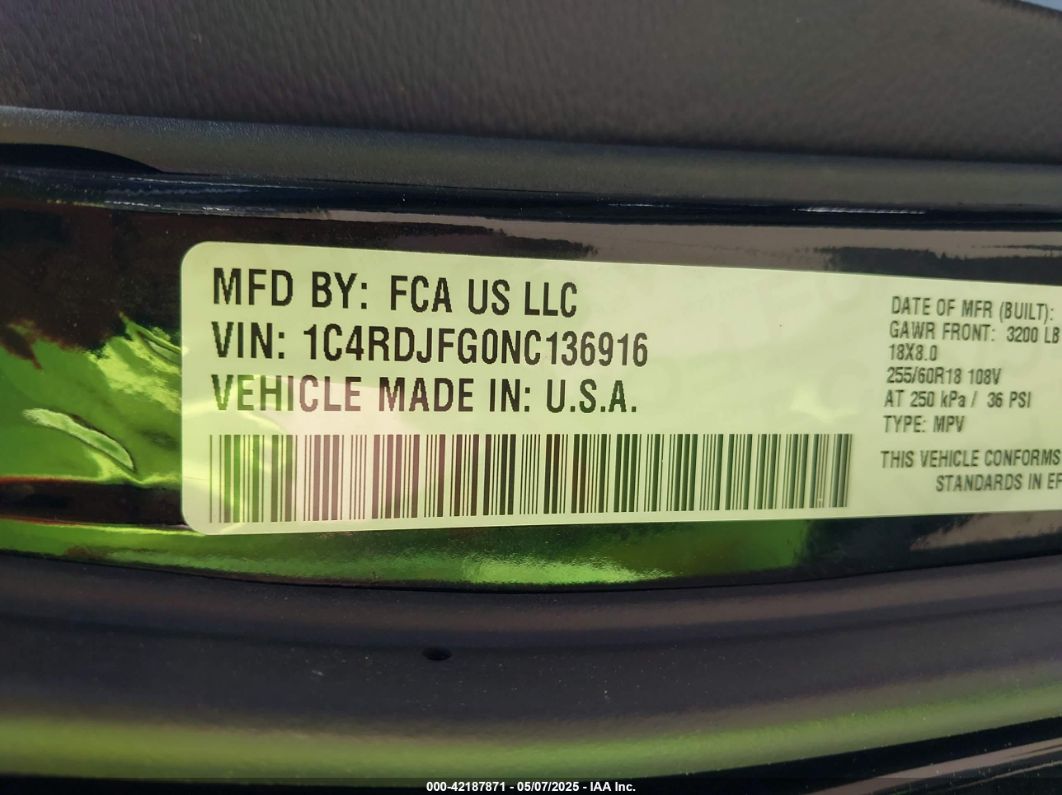 MFD BY: FCA US LLC
VIN: 1C4RDJFG0NC136916
VEHICLE MADE IN: U.S.A.
DATE OF MFR (BUILT):
GAWR FRONT: 3200 LB
18X8.0
255/60R18 108V
AT 250 kPa / 36 PSI
TYPE: MPV
THIS VEHICLE CONFORMS
STANDARDS IN EF
000-42187871 - 05/07/2025 - IAA Inc.